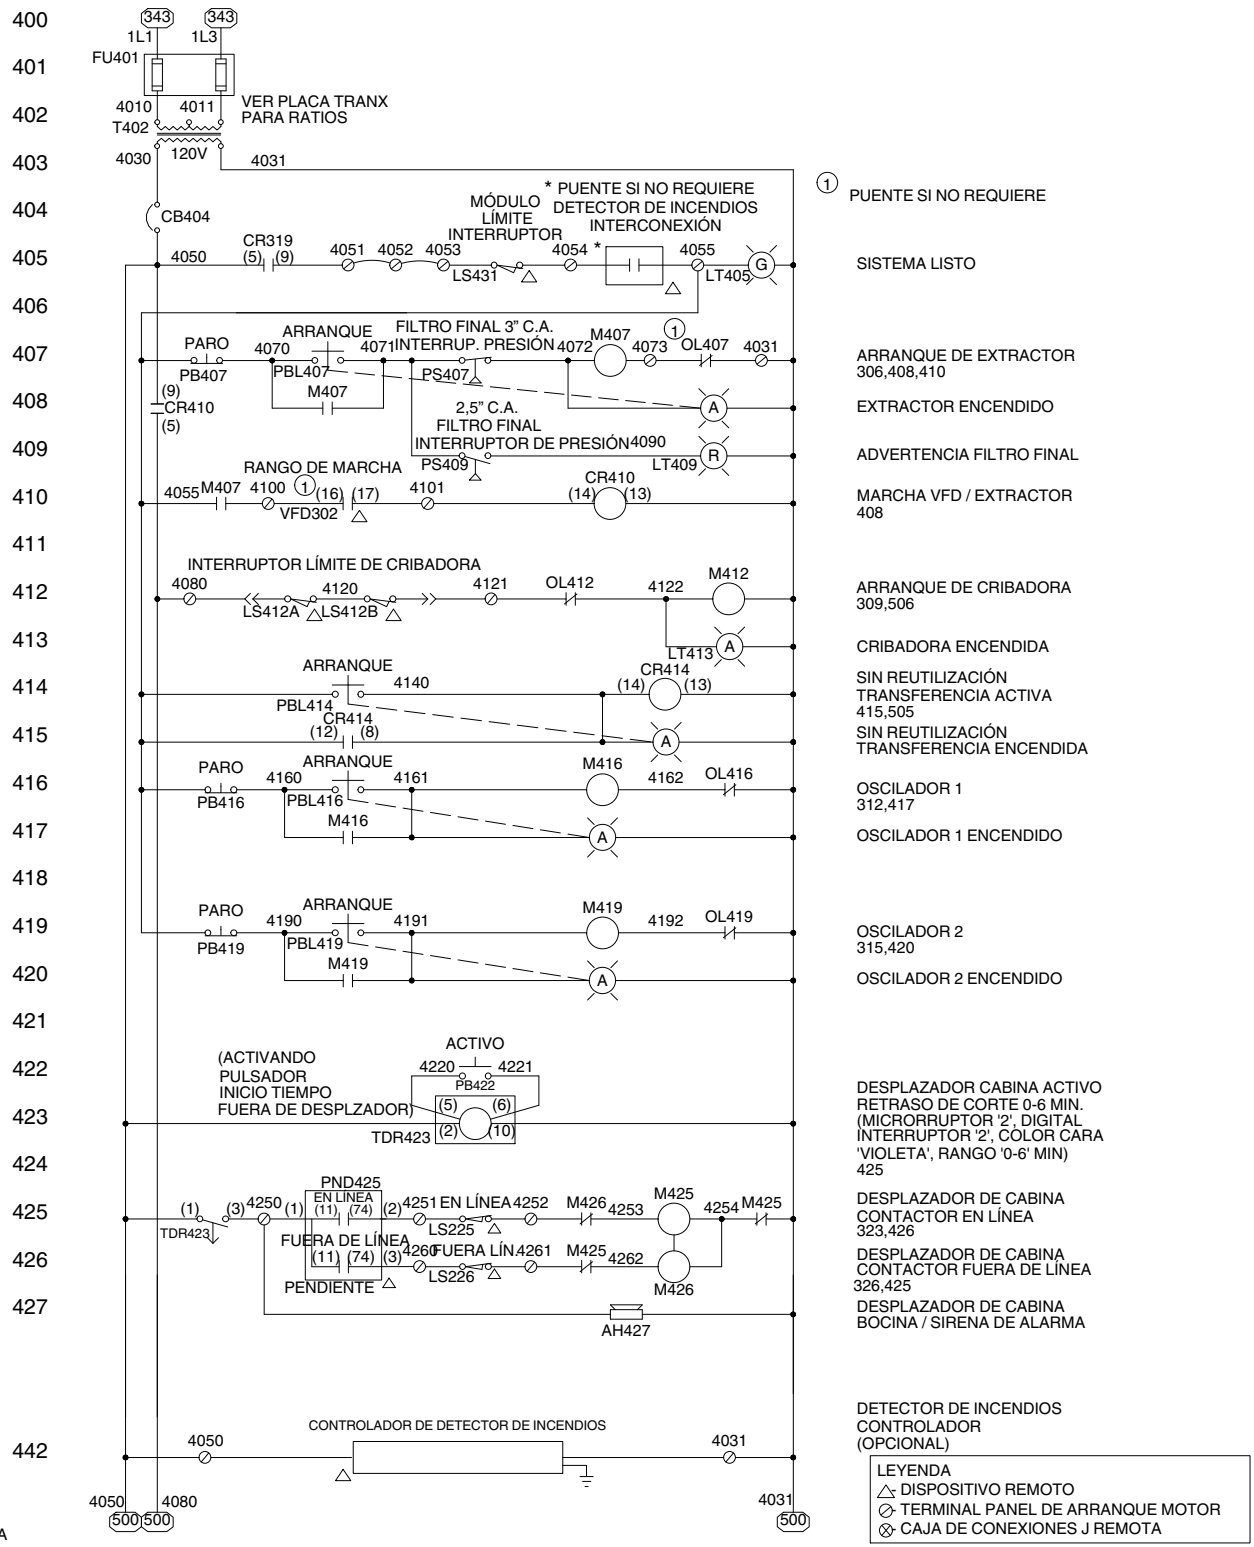 400
343
343
1L1
1L3
FU401
401
4010
4011
VER PLACA TRANX
PARA RATIOS
402
T402
120V
403
4030
4031
1
PUENTE SI NO REQUIERE
* PUENTE SI NO REQUIERE
DETECTOR DE INCENDIOS
INTERCONEXIÓN
MÓDULO
LÍMITE
INTERRUPTOR
404
CB404
405
4050
CR319
(5) (9)
4051
4052
4053
LS431
4054
*
4055
LT405
G
SISTEMA LISTO
406
407
PARO
PB407
4070
ARRANQUE
PBL407
4071
FILTRO FINAL 3” C.A.
INTERRUP. PRESIÓN
PS407
4072
M407
4073
1
OL407
4031
ARRANQUE DE EXTRACTOR
306,408,410
408
(9)
CR410
(5)
M407
A
EXTRACTOR ENCENDIDO
2,5” C.A.
FILTRO FINAL
INTERRUPTOR DE PRESIÓN
409
PS409
4090
LT409
R
ADVERTENCIA FILTRO FINAL
410
4055
M407
4100
RANGO DE MARCHA
1
(16) (17)
VFD302
4101
CR410
(14) (13)
MARCHA VFD / EXTRACTOR
408
411
INTERRUPTOR LÍMITE DE CRIBADORA
412
4080
LS412A
4120
LS412B
4121
OL412
4122
M412
ARRANQUE DE CRIBADORA
309,506
413
LT413
A
CRIBADORA ENCENDIDA
414
ARRANQUE
PBL414
4140
CR414
(14) (13)
SIN REUTILIZACIÓN
TRANSFERENCIA ACTIVA
415,505
415
CR414
(12) (8)
A
SIN REUTILIZACIÓN
TRANSFERENCIA ENCENDIDA
416
PARO
PB416
4160
ARRANQUE
PBL416
4161
M416
4162
OL416
OSCILADOR 1
312,417
417
M416
A
OSCILADOR 1 ENCENDIDO
418
419
PARO
PB419
4190
ARRANQUE
PBL419
4191
M419
4192
OL419
OSCILADOR 2
315,420
420
M419
A
OSCILADOR 2 ENCENDIDO
421
422
(ACTIVANDO
PULSADOR
INICIO TIEMPO
FUERA DE DESPLZADOR)
ACTIVO
4220
4221
PB422
423
(5) (6)
(2) (10)
TDR423
DESPLAZADOR CABINA ACTIVO
RETRASO DE CORTE 0-6 MIN.
(MICRORRUPTOR '2', DIGITAL
INTERRUPTOR '2', COLOR CARA
'VIOLETA', RANGO '0-6' MIN)
425
424
425
(1)
TDR423
(3)
4250
(1)
PND425
EN LÍNEA
(11) (74)
(2)
4251
EN LÍNEA
LS225
4252
M426
4253
M425
4254
M425
DESPLAZADOR DE CABINA
CONTACTOR EN LÍNEA
323,426
426
FUERA DE LÍNEA
(11) (74)
(3)
PENDIENTE
4260
FUERA LÍN.
LS226
4261
M425
4262
M426
DESPLAZADOR DE CABINA
CONTACTOR FUERA DE LÍNEA
326,425
427
AH427
DESPLAZADOR DE CABINA
BOCINA / SIRENA DE ALARMA
442
4050
CONTROLADOR DE DETECTOR DE INCENDIOS
4031
DETECTOR DE INCENDIOS
CONTROLADOR
(OPCIONAL)
4050
4080
4031
500
500
500
LEYENDA
DISPOSITIVO REMOTO
TERMINAL PANEL DE ARRANQUE MOTOR
CAJA DE CONEXIONES J REMOTA
A